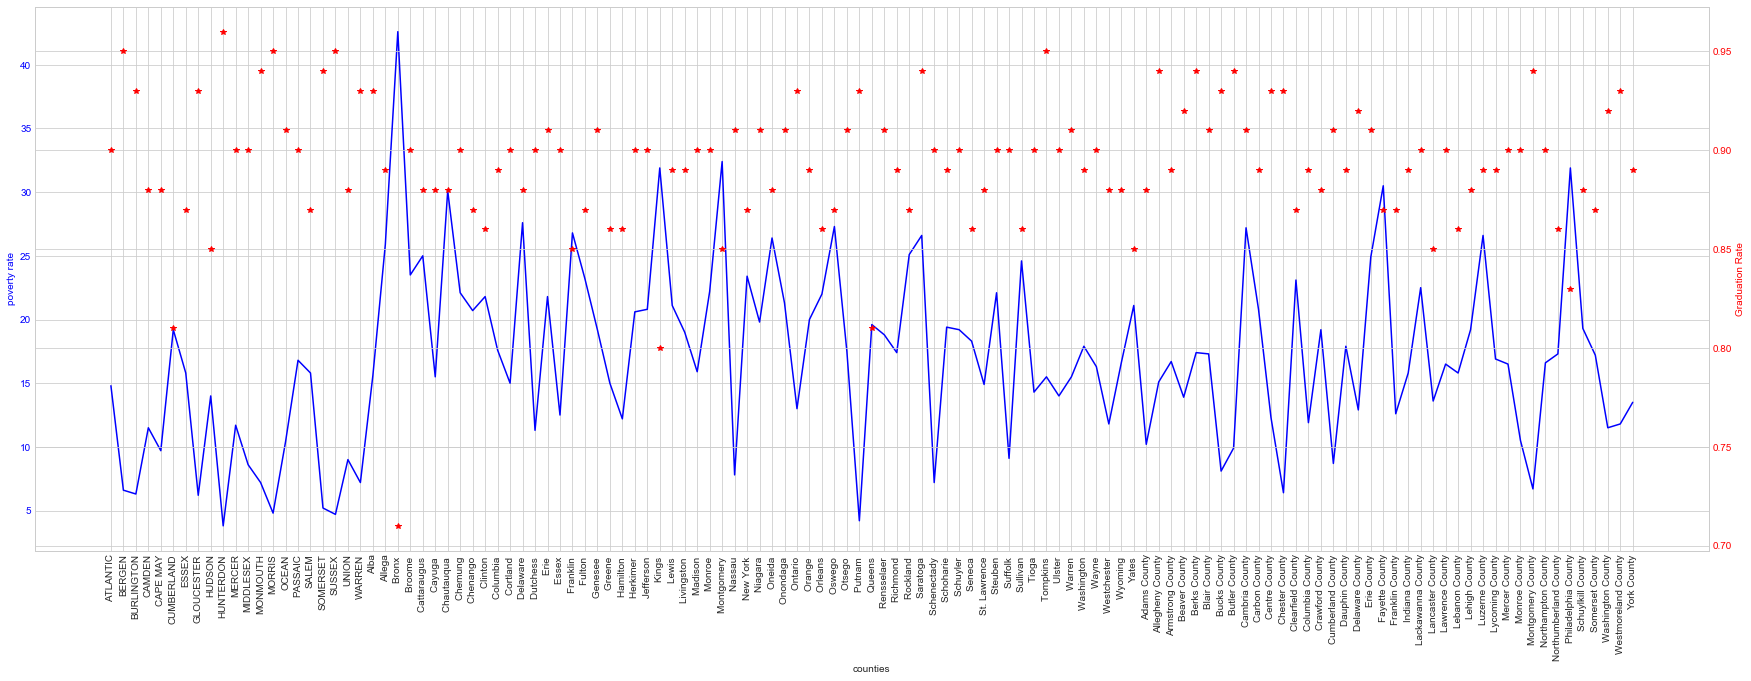 40
35
30
25
20
15
10
5
poverty rate
0.95
0.90
0.85
0.80
0.75
0.70
Graduation Rate
ATLANTIC
BERGEN
BURLINGTON
CAMDEN
CAPE MAY
CUMBERLAND
ESSEX
GLOUCESTER
HUDSON
HUNTERDON
MERCER
MIDDLESEX
MONMOUTH
MORRIS
OCEAN
PASSAIC
SALEM
SOMERSET
SUSSEX
UNION
WARREN
Alba
Allega
Bronx
Broome
Cattaraugus
Cayuga
Chautauqua
Chemung
Chenango
Clinton
Columbia
Cortland
Delaware
Dutchess
Erie
Essex
Franklin
Fulton
Genesee
Greene
Hamilton
Herkimer
Jefferson
Kings
Lewis
Livingston
Madison
Monroe
Montgomery
Nassau
New York
Niagara
Oneida
Onondaga
Ontario
Orange
Orleans
Oswego
Otsego
Putnam
Queens
Rensselaer
Richmond
Rockland
Saratoga
Schenectady
Schoharie
Schuyler
Seneca
St. Lawrence
Steuben
Suffolk
Sullivan
Tioga
Tompkins
Ulster
Warren
Washington
Wayne
Westchester
Wyoming
Yates
Adams County
Allegheny County
Armstrong County
Beaver County
Berks County
Blair County
Bucks County
Butler County
Cambria County
Carbon County
Centre County
Chester County
Clearfield County
Columbia County
Crawford County
Cumberland County
Dauphin County
Delaware County
Erie County
Fayette County
Franklin County
Indiana County
Lackawanna County
Lancaster County
Lawrence County
Lebanon County
Lehigh County
Luzerne County
Lycoming County
Mercer County
Monroe County
Montgomery County
Northampton County
Northumberland County
Philadelphia County
Schuylkill County
Somerset County
Washington County
Westmoreland County
York County
counties